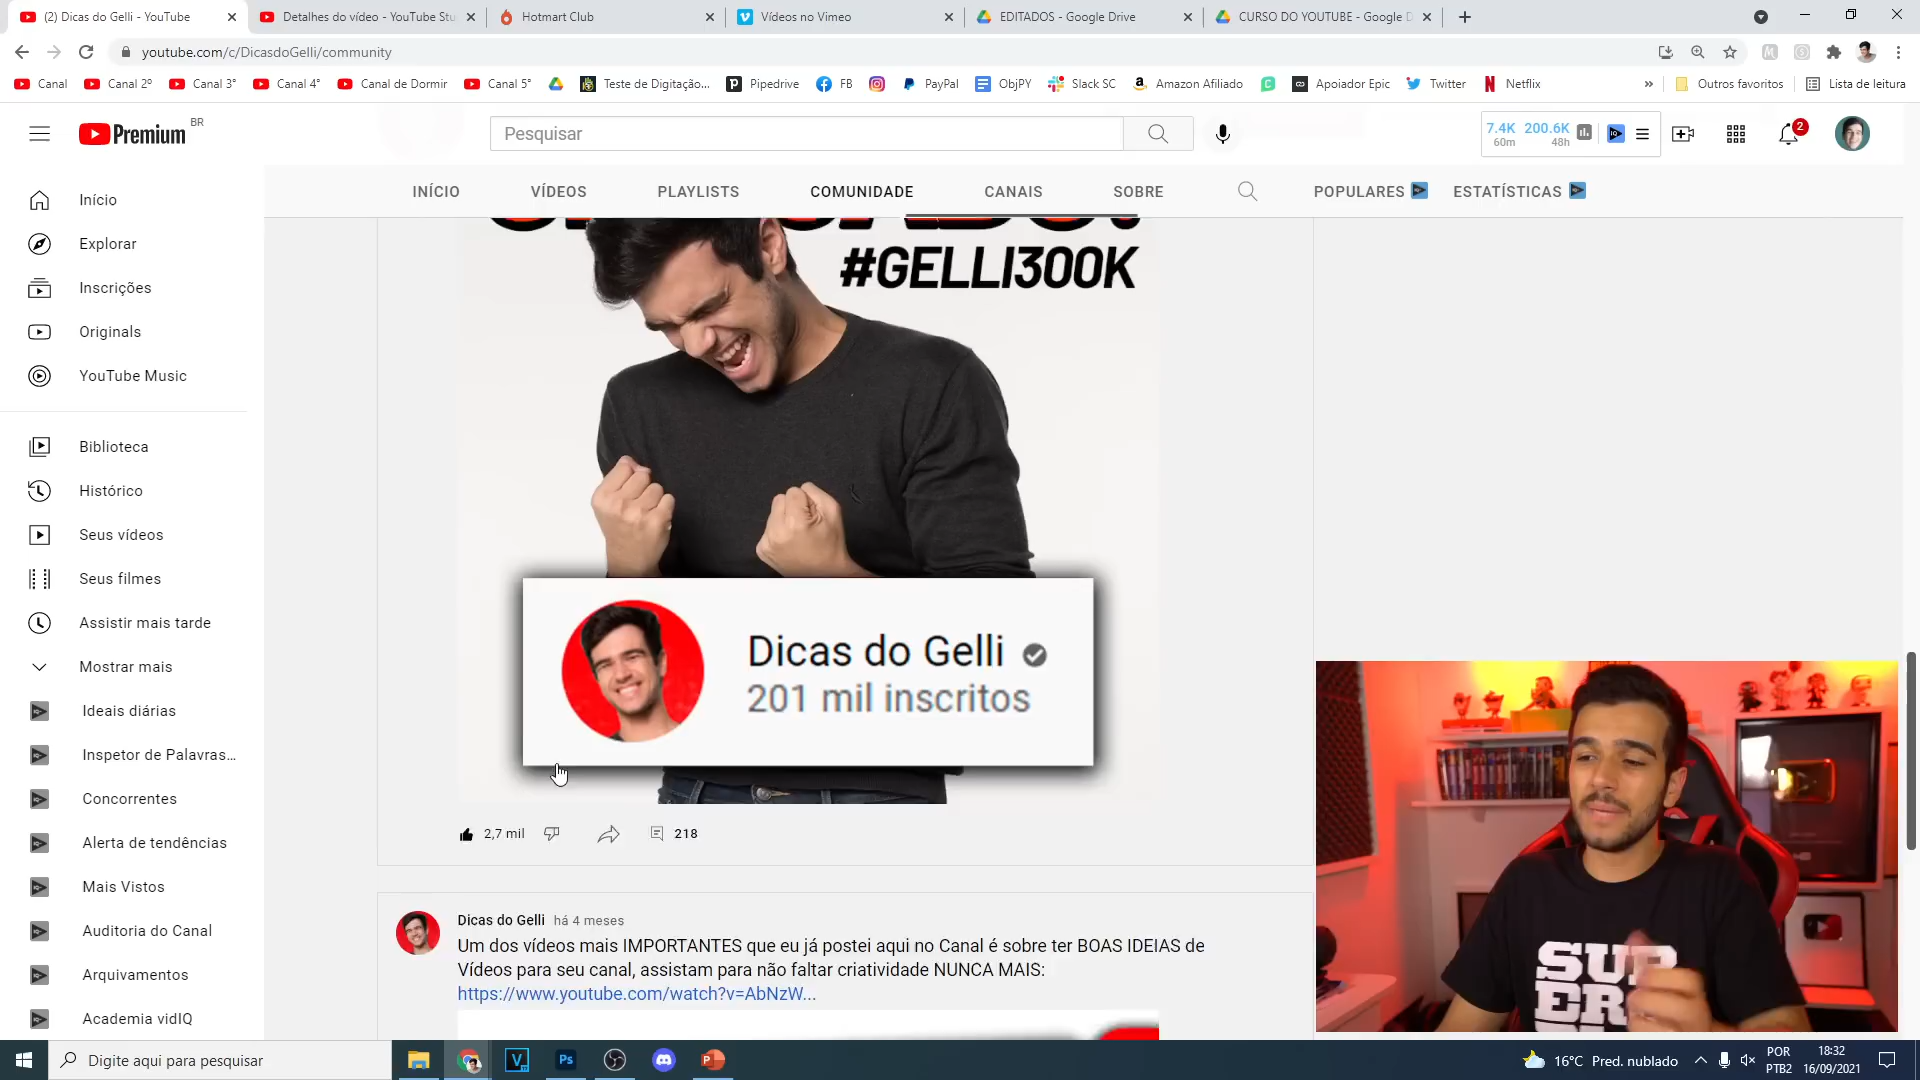 (2) Dicas do Gelli - YouTube
Detalhes do vídeo - YouTube Stu
Hotmart Club
Vídeos no Vimeo
EDITADOS - Google Drive
CURSO DO YOUTUBE - Google D
youtube.com/c/DicasdoGelli/community
Canal
Canal 2º
Canal 3°
Canal 4°
Canal de Dormir
Canal 5°
Teste de Digitação...
Pipedrive
FB
PayPal
ObjPY
Slack SC
Amazon Afiliado
Apoiador Epic
Twitter
Netflix
»
Outros favoritos
Lista de leitura
Premium BR
Pesquisar
7.4K 200.6K
60m 48h
2
INÍCIO
VÍDEOS
PLAYLISTS
COMUNIDADE
CANAIS
SOBRE
POPULARES
ESTATÍSTICAS
Início
Explorar
Inscrições
Originals
YouTube Music
Biblioteca
Histórico
Seus vídeos
Seus filmes
Assistir mais tarde
Mostrar mais
Ideais diárias
Inspetor de Palavras...
Concorrentes
Alerta de tendências
Mais Vistos
Auditoria do Canal
Arquivamentos
Academia vidIQ
#GELLI300K
Dicas do Gelli
201 mil inscritos
2,7 mil
218
Dicas do Gelli há 4 meses
Um dos vídeos mais IMPORTANTES que eu já postei aqui no Canal é sobre ter BOAS IDEIAS de
Vídeos para seu canal, assistam para não faltar criatividade NUNCA MAIS:
https://www.youtube.com/watch?v=AbNzW...
SUP
ER
Digite aqui para pesquisar
V
Ps
16°C Pred. nublado
POR
PTB2
18:32
16/09/2021